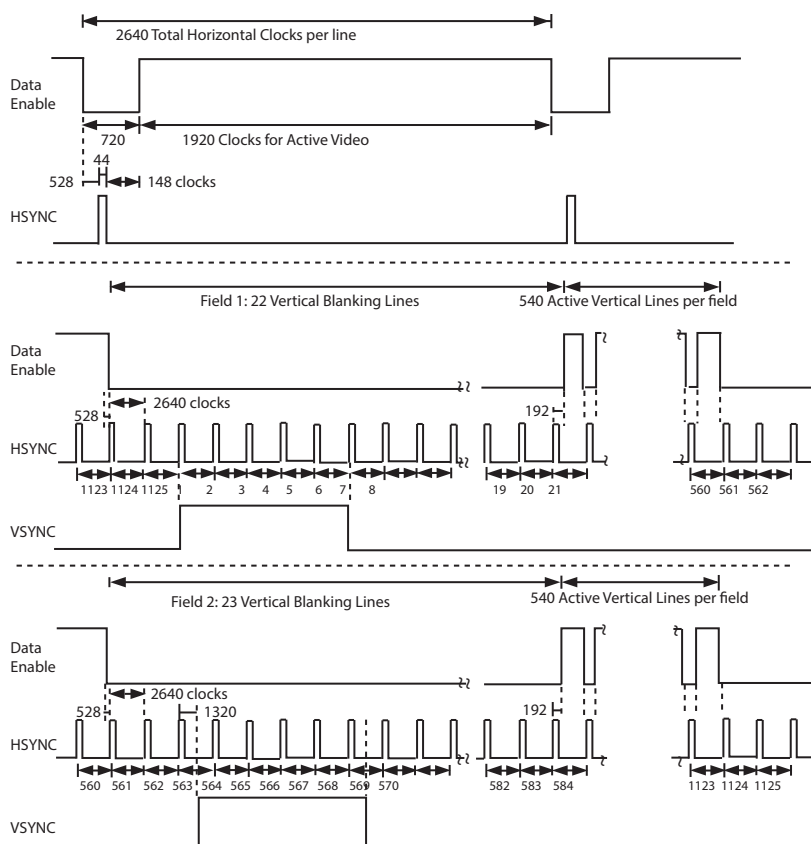 2640 Total Horizontal Clocks per line
Data
Enable
720
1920 Clocks for Active Video
44
528
148 clocks
HSYNC
Field 1: 22 Vertical Blanking Lines
540 Active Vertical Lines per field
Data
Enable
2640 clocks
528
192
HSYNC
1123 1124 1125 1 2 3 4 5 6 7 8 19 20 21 560 561 562
VSYNC
Field 2: 23 Vertical Blanking Lines
540 Active Vertical Lines per field
Data
Enable
2640 clocks
528
1320
192
HSYNC
560 561 562 563 564 565 566 567 568 569 570 582 583 584 1123 1124 1125
VSYNC